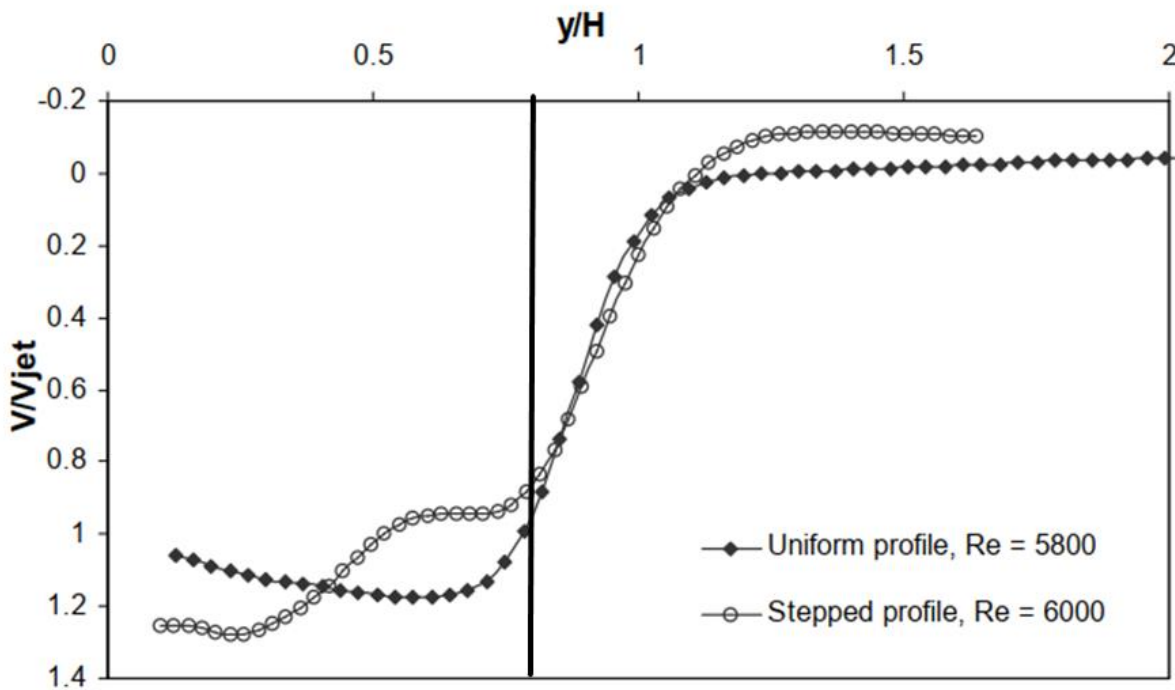 y/H
0 0.5 1 1.5 2
-0.2
0
0.2
0.4
0.6
0.8
1
1.2
1.4
V/Vjet
Uniform profile, Re = 5800
Stepped profile, Re = 6000